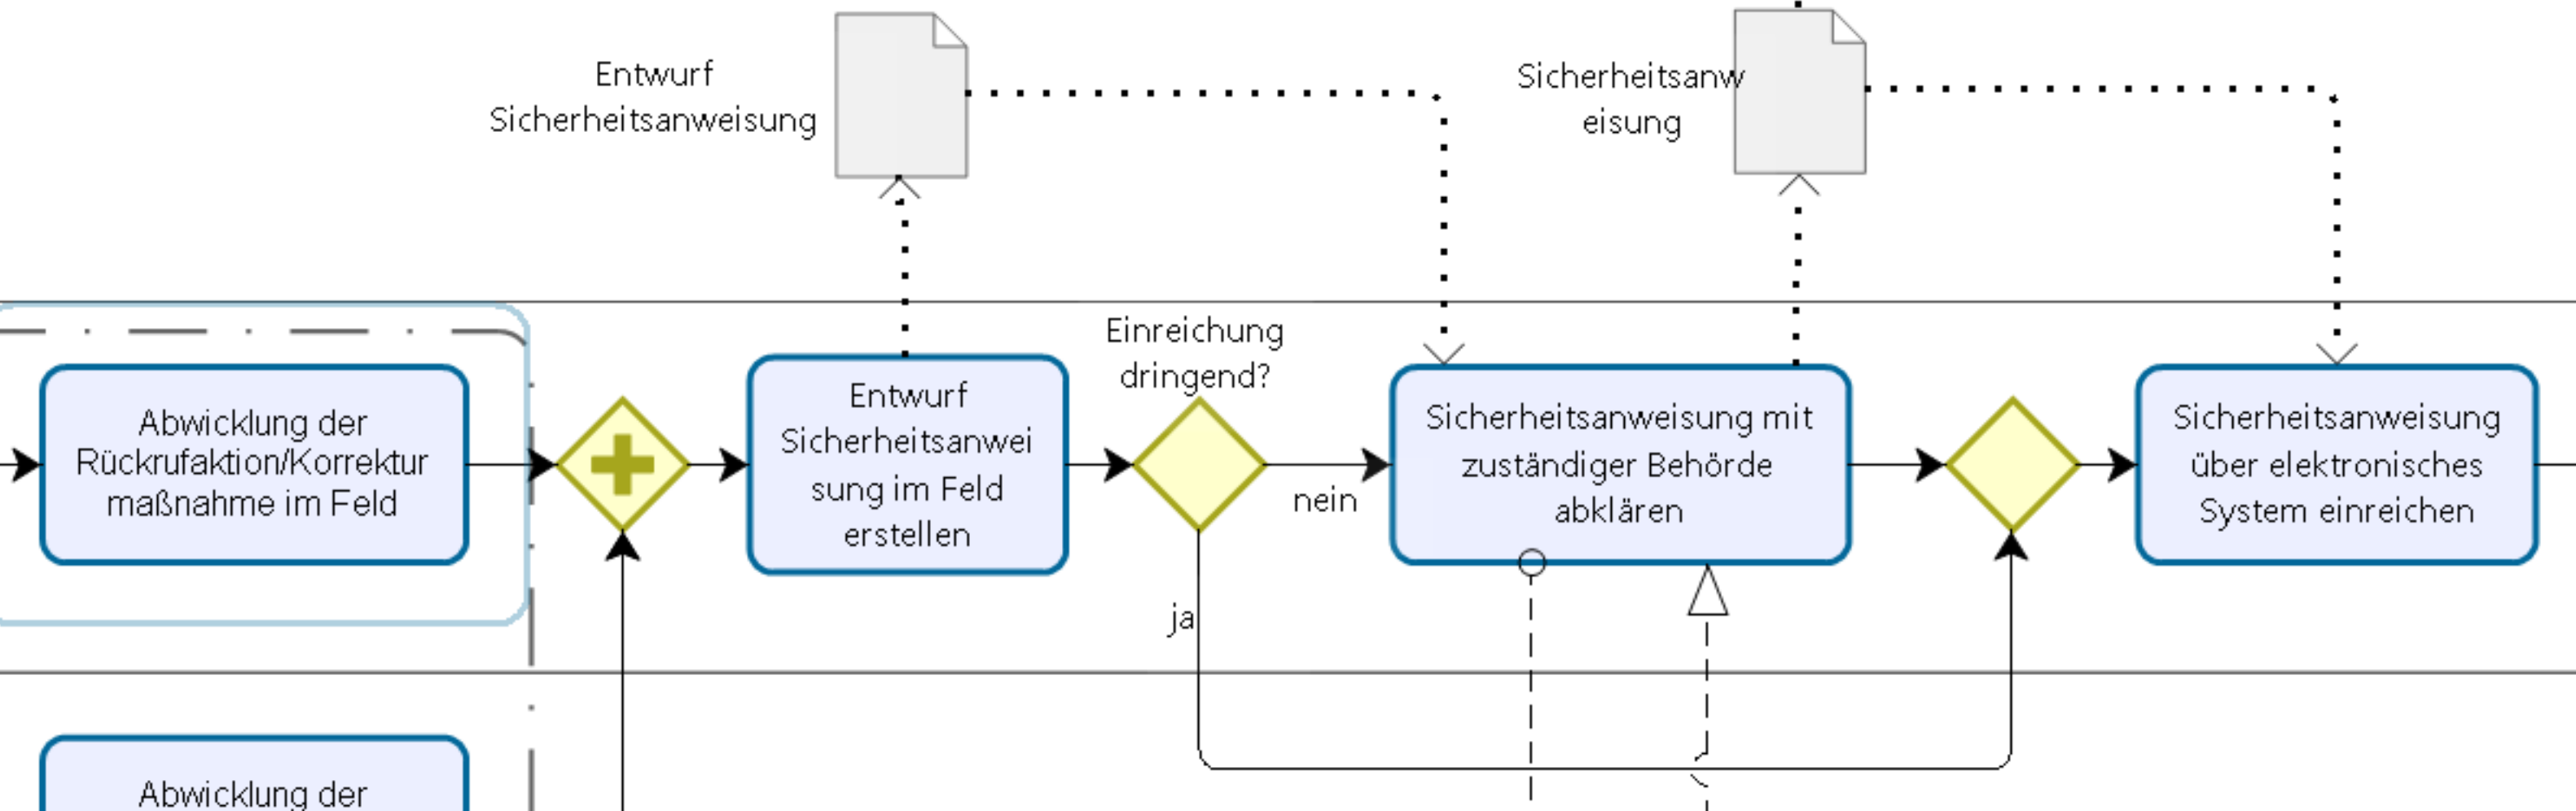 Entwurf
Sicherheitsanweisung
Sicherheitsanw
eisung
Abwicklung der
Rückrufaktion/Korrektur
maßnahme im Feld
Entwurf
Sicherheitsanwei
sung im Feld
erstellen
Einreichung
dringend?
nein
ja
Sicherheitsanweisung mit
zuständiger Behörde
abklären
Sicherheitsanweisung
über elektronisches
System einreichen
Abwicklung der